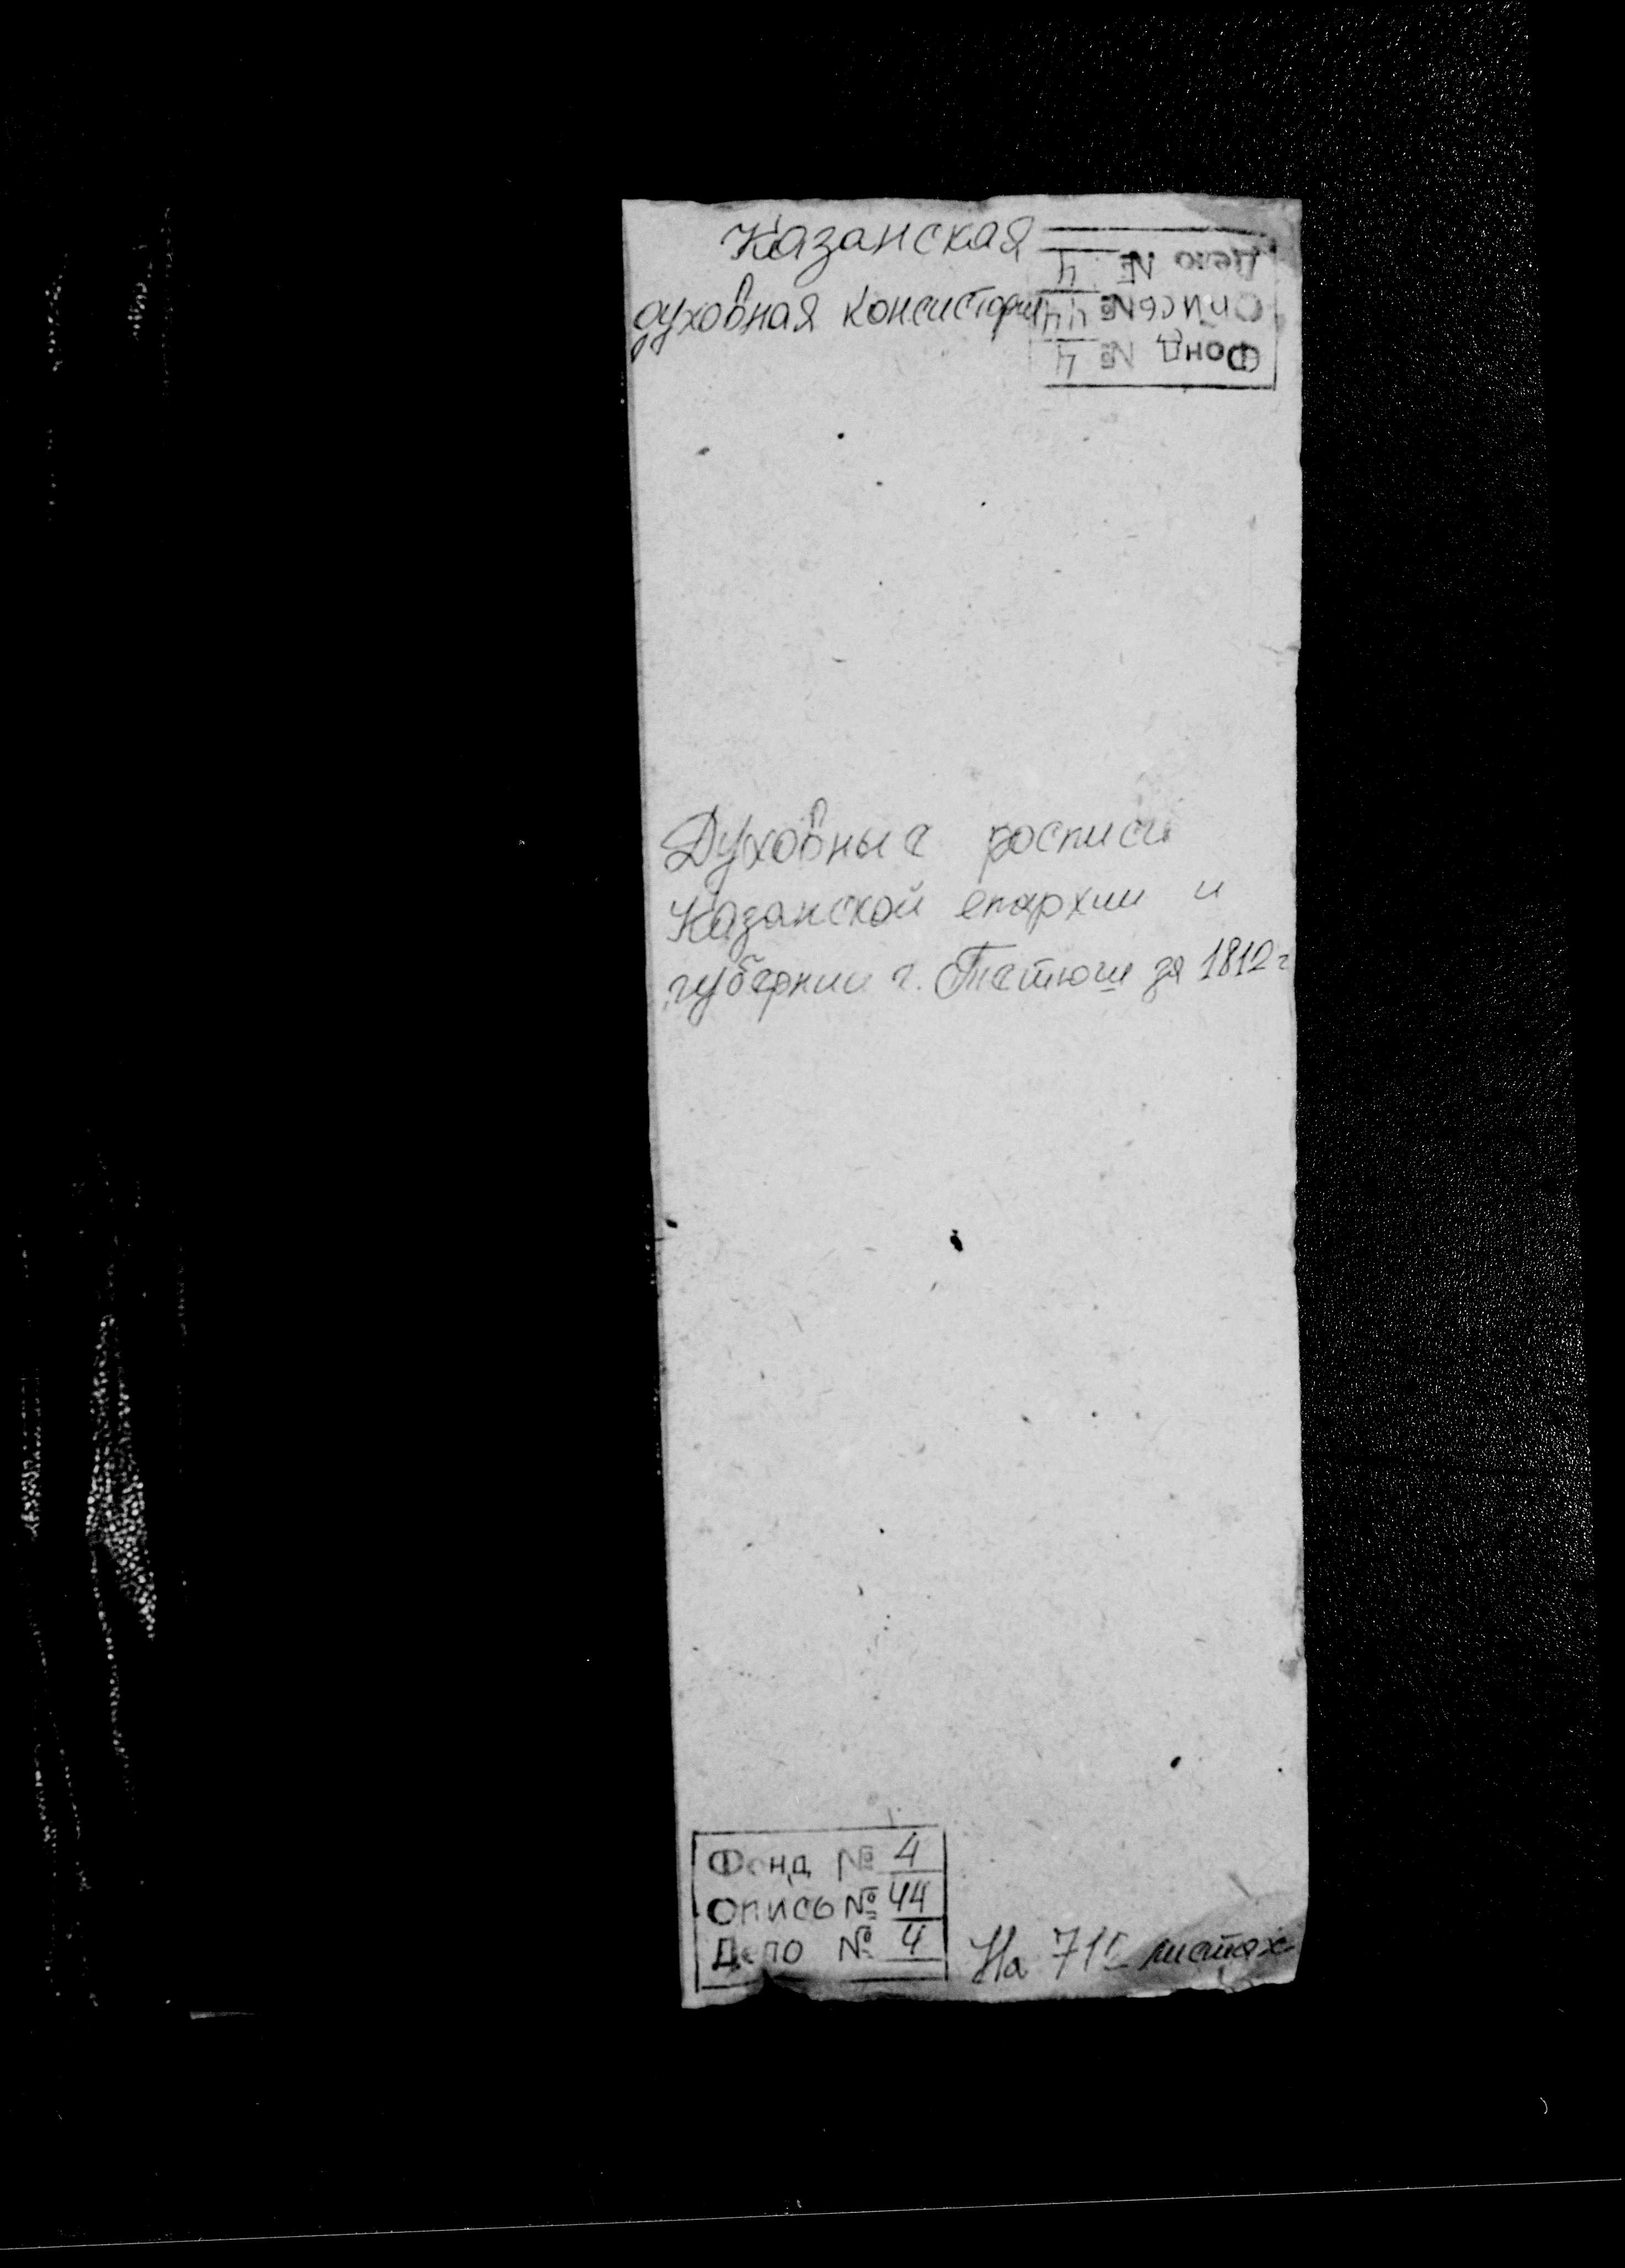 Казанская
духовная консистория
Фонд № 4
Опись № 44
Дело № 4
Духовные росписи
Казанской епархии и
губернии г. Тетюши за 1812 г
Фонд № 4
Опись № 44
Дело № 4
На листах